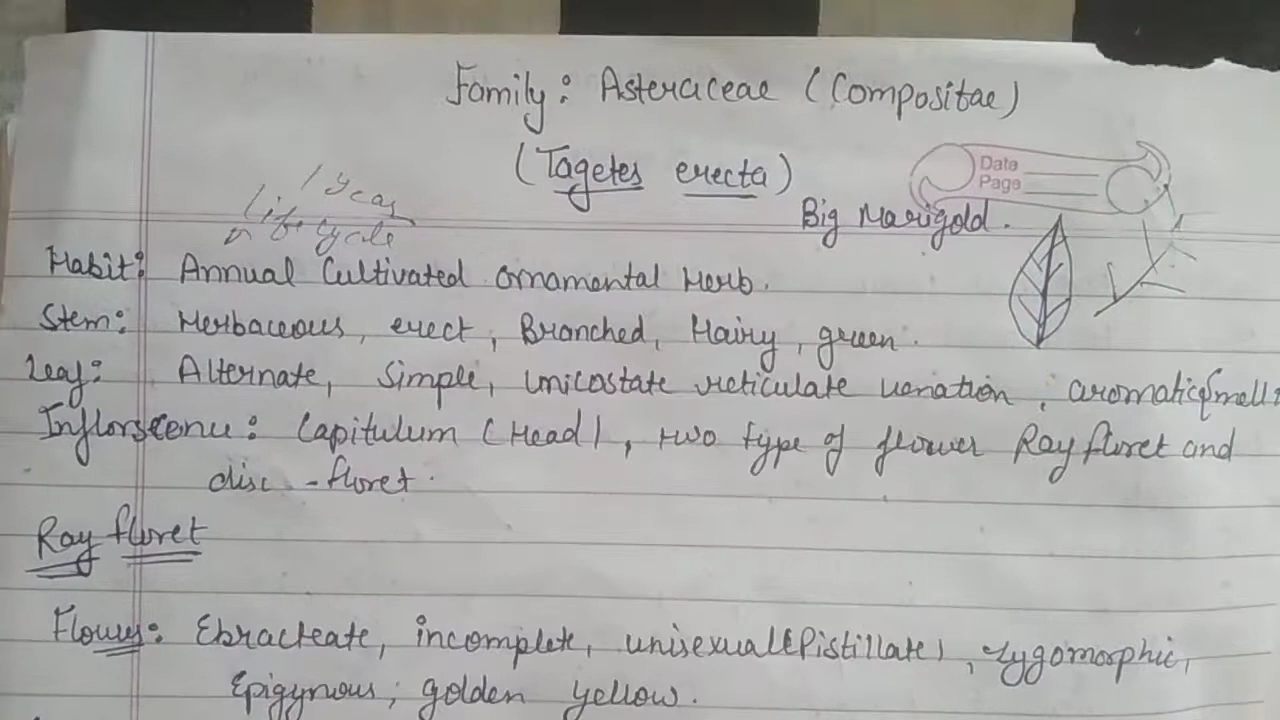 Family: Asteraceae (Compositae)
(Tagetes erecta)
Date
Page
Big Marigold.
1 year
life cycle
Habit: Annual Cultivated ornamental Herb.
Stem: Herbaceous, erect, Branched, Hairy, green.
Leaf: Alternate, Simple, unicostate reticulate venation, aromatic smell
Inflorscence: Capitulum (Head), two type of flower Ray floret and
disc - floret.
Ray floret
Flower: Ebracteate, incomplete, unisexual (Pistillate), zygomorphic,
Epigynous, golden yellow.